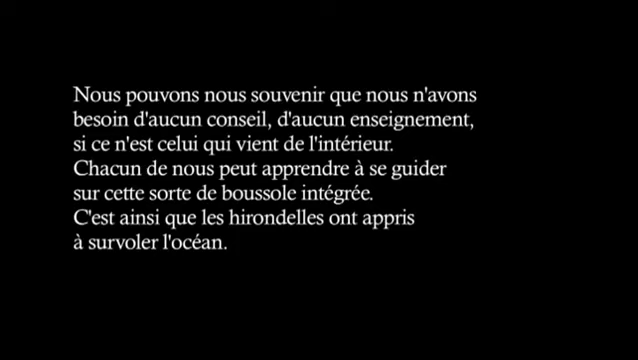 Nous pouvons nous souvenir que nous n'avons
besoin d'aucun conseil, d'aucun enseignement,
si ce n'est celui qui vient de l'intérieur.
Chacun de nous peut apprendre à se guider
sur cette sorte de boussole intégrée.
C'est ainsi que les hirondelles ont appris
à survoler l'océan.